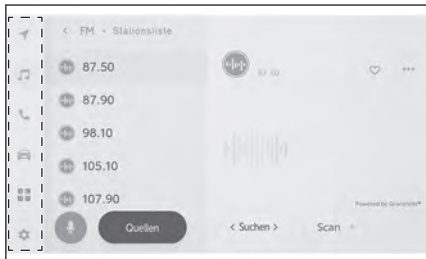 < FM • Stationsliste
87.50
87.90
98.10
105.10
107.90
Quellen
87.50
Powered by Gracenote®
< Suchen >
Scan